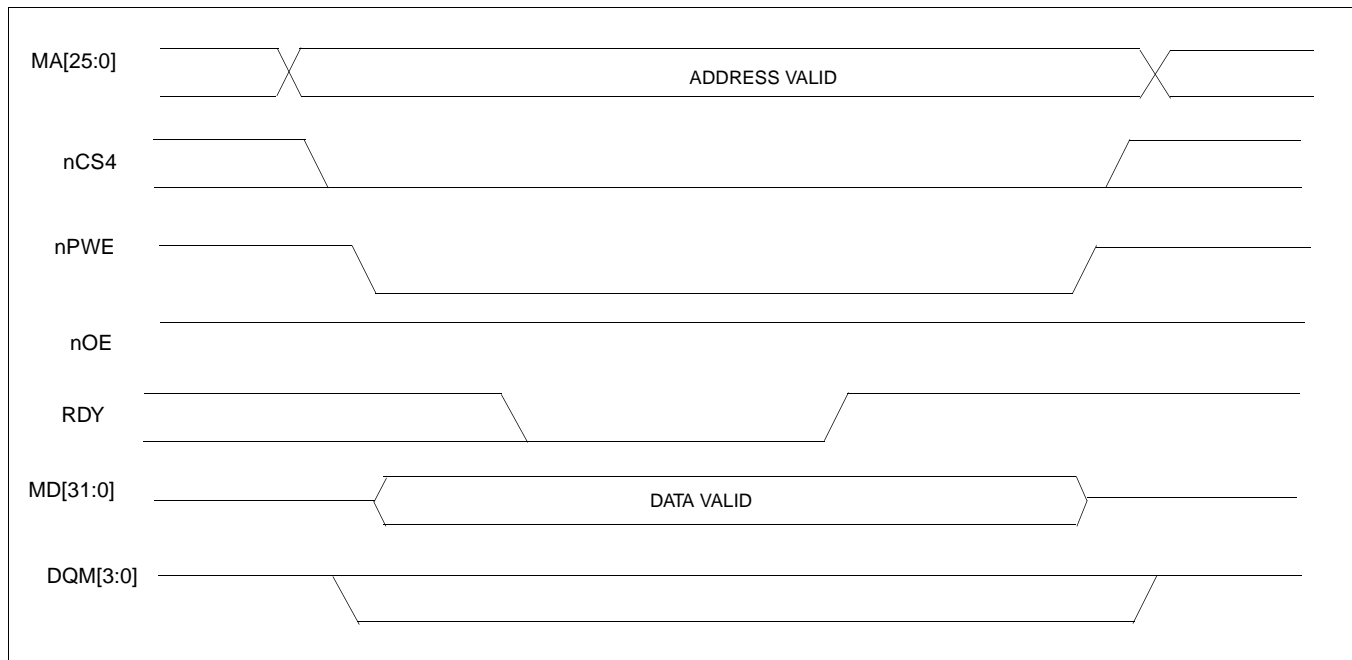 MA[25:0]
ADDRESS VALID
nCS4
nPWE
nOE
RDY
MD[31:0]
DATA VALID
DQM[3:0]